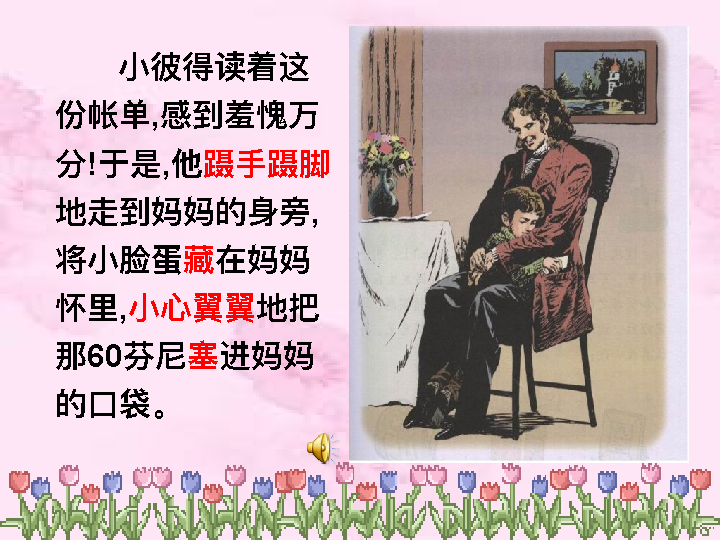 小彼得读着这
份帐单,感到羞愧万
分!于是,他蹑手蹑脚
地走到妈妈的身旁,
将小脸蛋藏在妈妈
怀里,小心翼翼地把
那60芬尼塞进妈妈
的口袋。